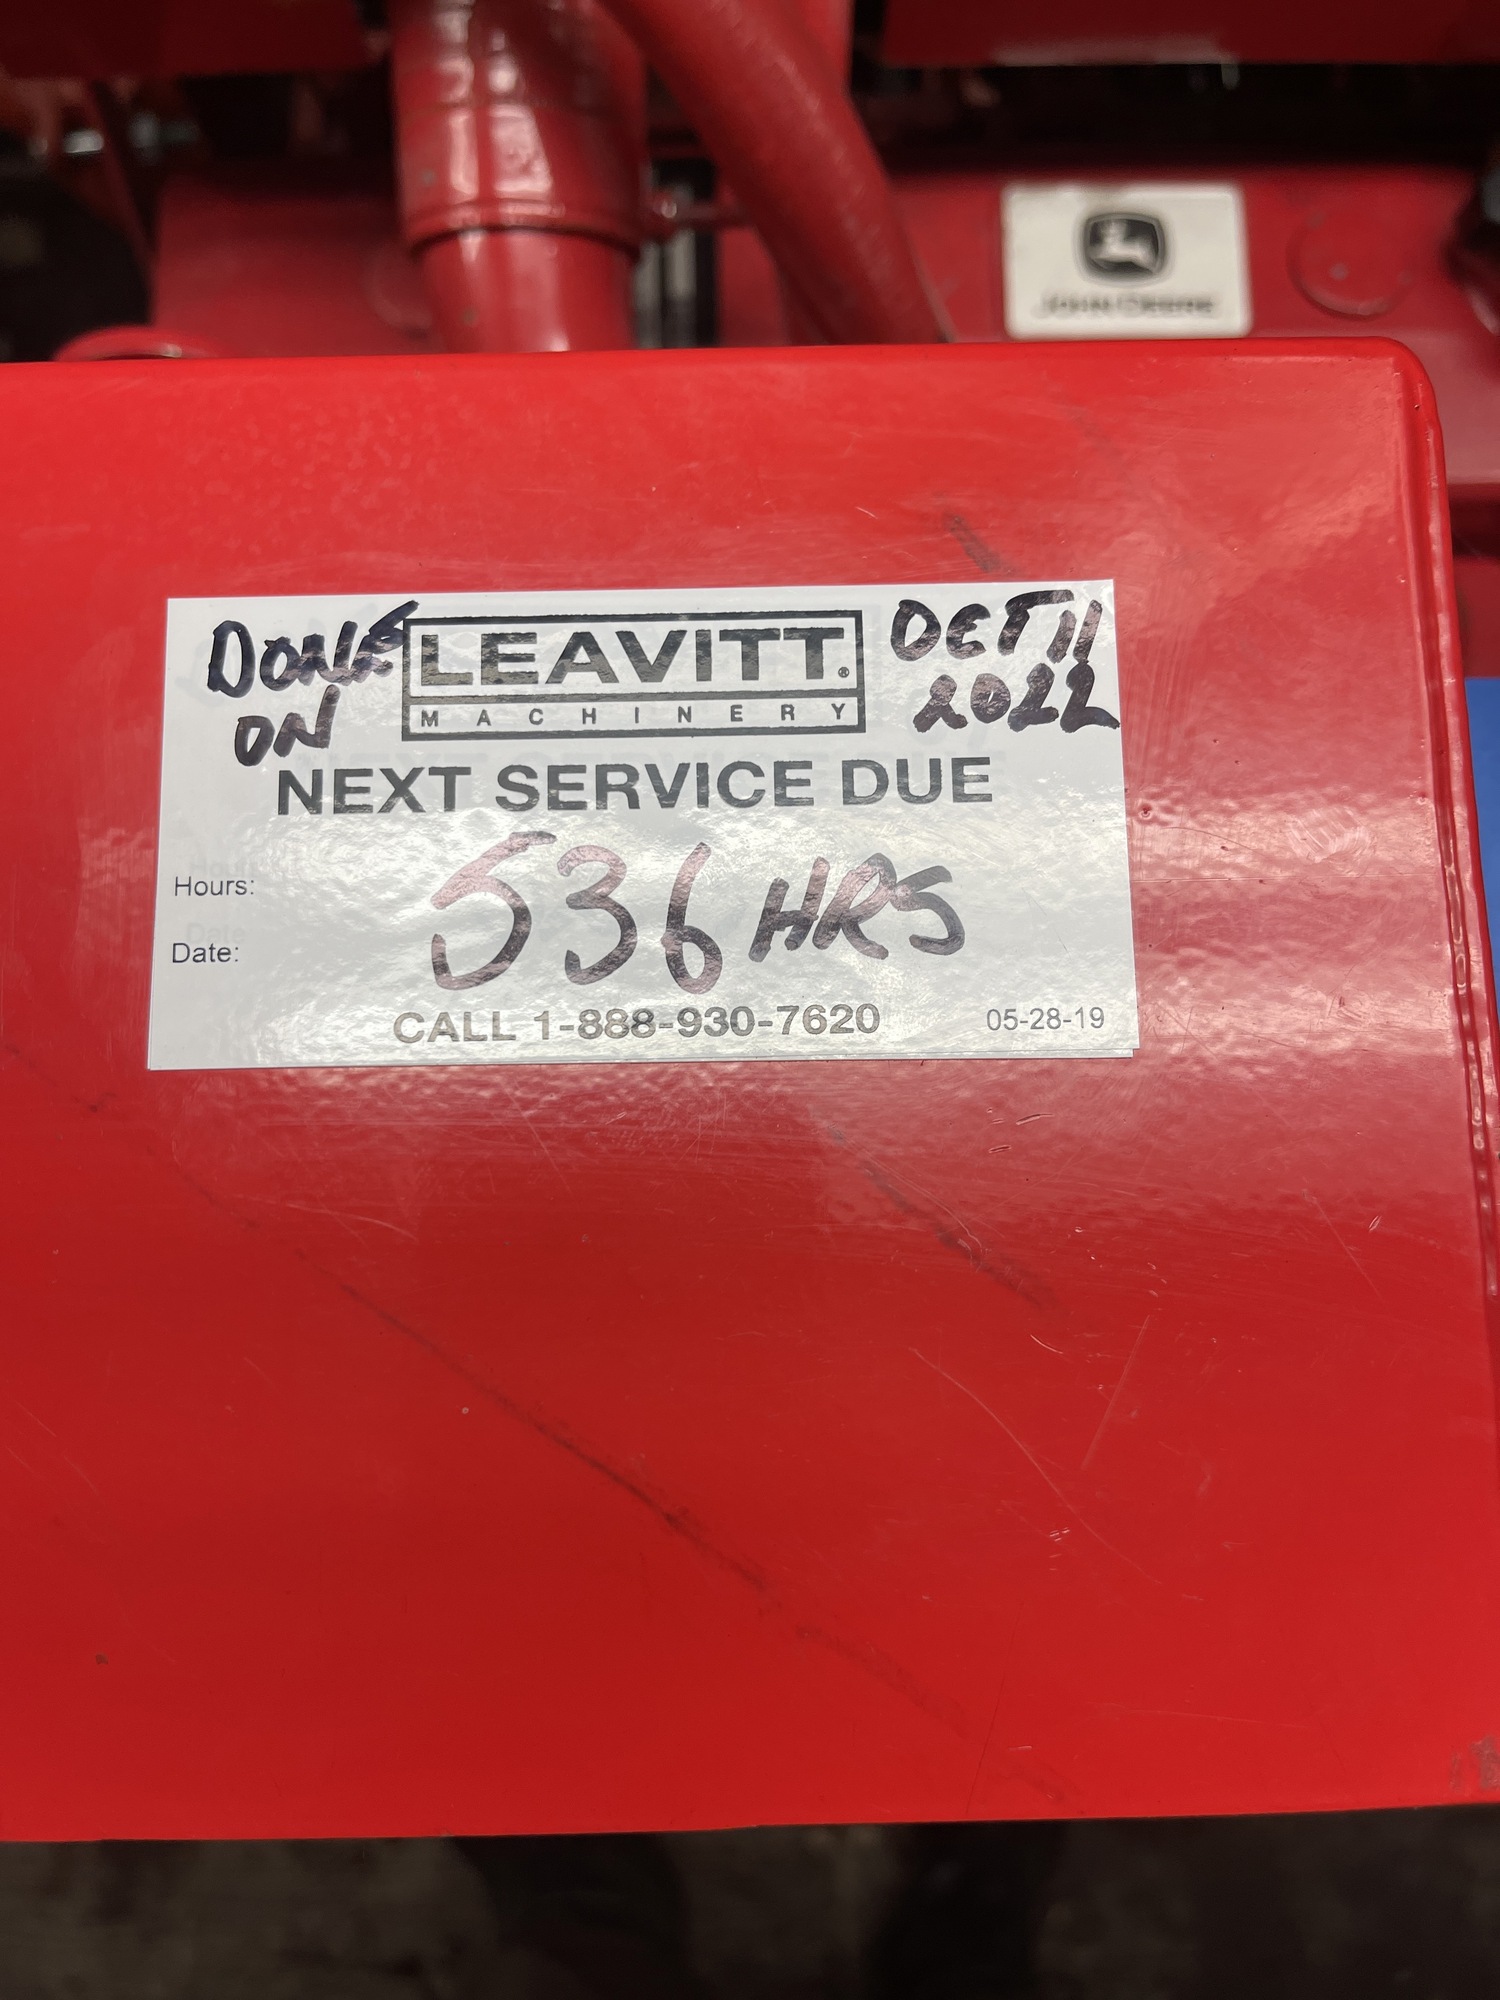 JOHN DEERE
DONE ON
LEAVITT®
MACHINERY
OCT 11
2022
NEXT SERVICE DUE
Hours:
536 HRS
Date:
CALL 1-888-930-7620
05-28-19